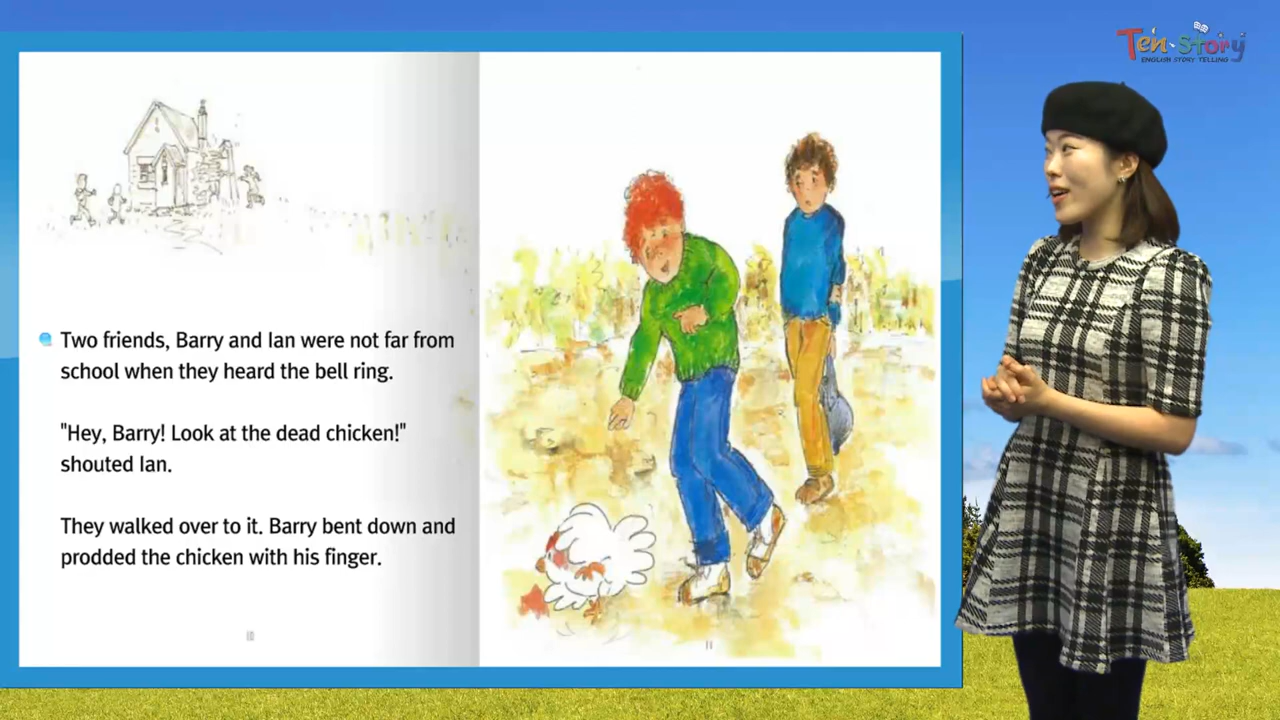 Ten Story
ENGLISH STORY TELLING
Two friends, Barry and Ian were not far from
school when they heard the bell ring.
"Hey, Barry! Look at the dead chicken!"
shouted Ian.
They walked over to it. Barry bent down and
prodded the chicken with his finger.
10
11